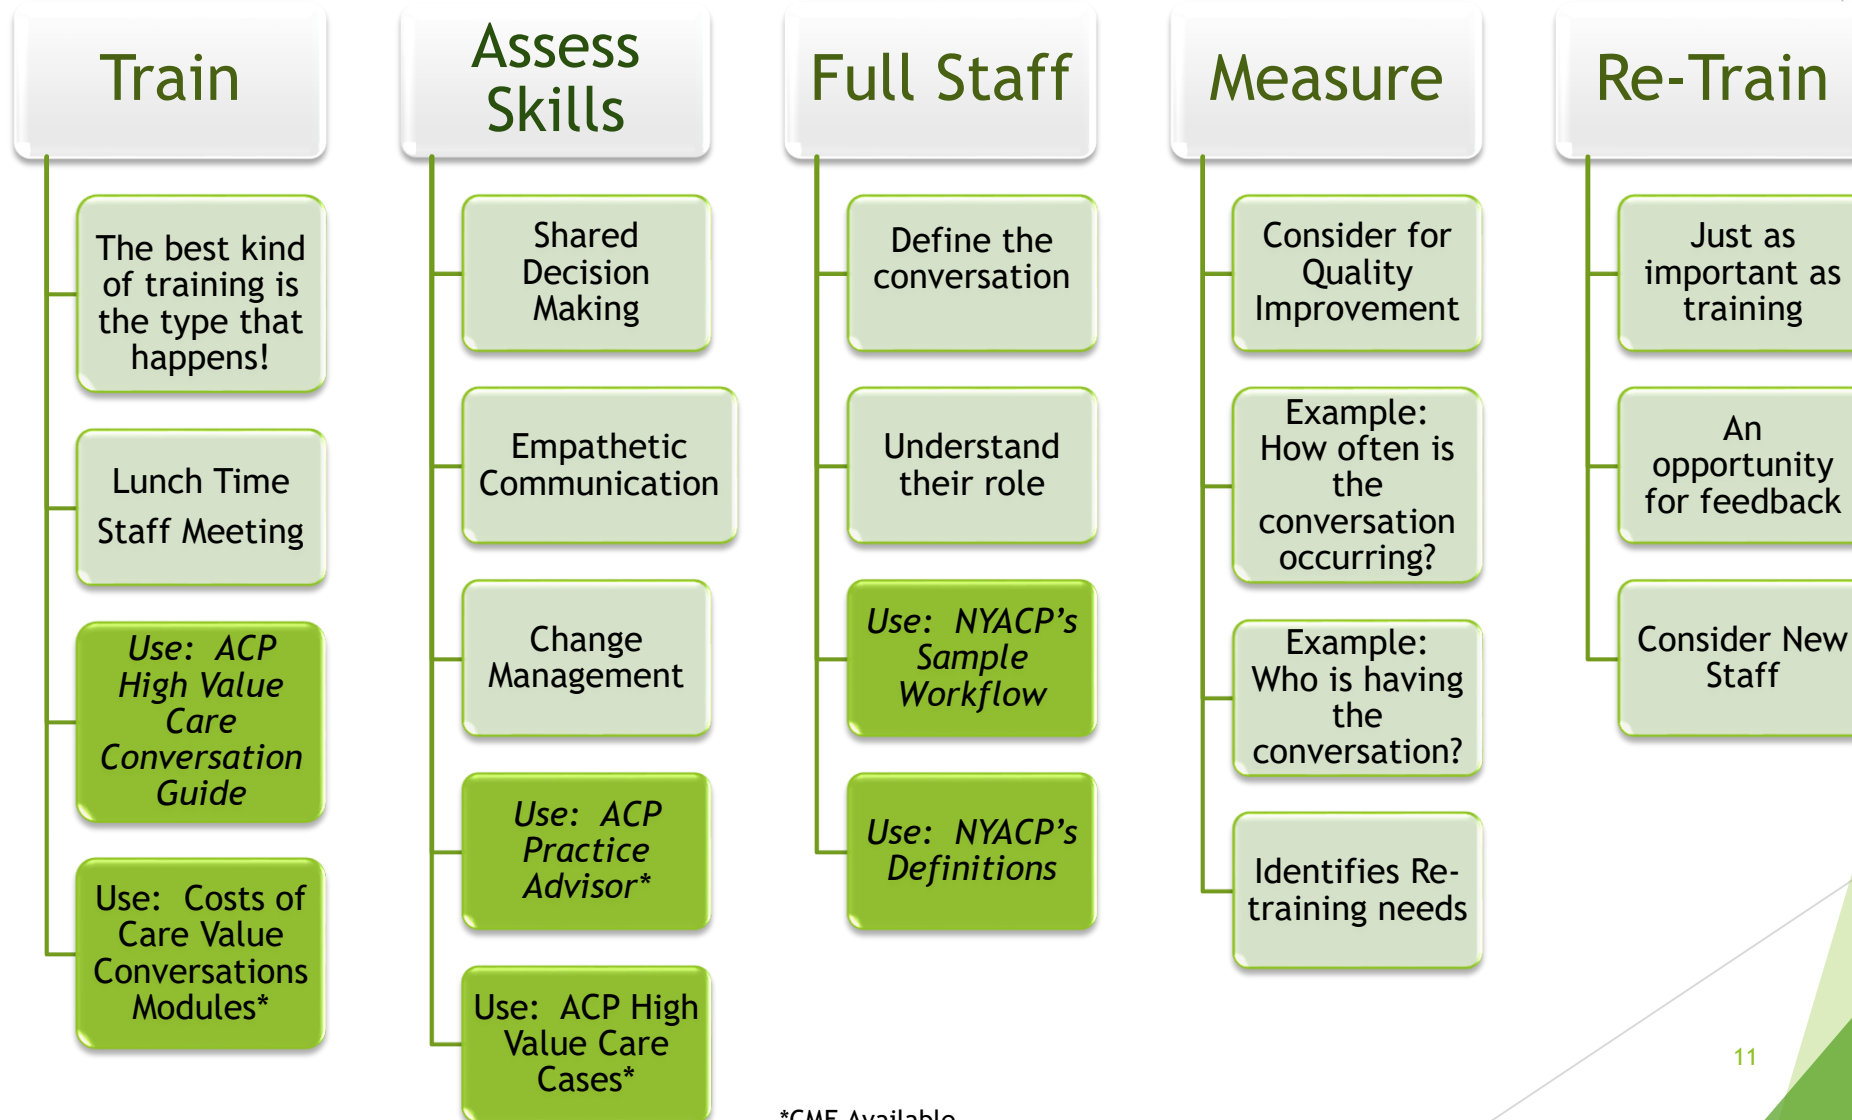 Train
The best kind
of training is
the type that
happens!
Lunch Time
Staff Meeting
Use: ACP
High Value
Care
Conversation
Guide
Use: Costs of
Care Value
Conversations
Modules*
Assess
Skills
Shared
Decision
Making
Empathetic
Communication
Change
Management
Use: ACP
Practice
Advisor*
Use: ACP High
Value Care
Cases*
Full Staff
Define the
conversation
Understand
their role
Use: NYACP's
Sample
Workflow
Use: NYACP's
Definitions
Measure
Consider for
Quality
Improvement
Example:
How often is
the
conversation
occurring?
Example:
Who is having
the
conversation?
Identifies Re-
training needs
Re-Train
Just as
important as
training
An
opportunity
for feedback
Consider New
Staff
*CME Available
11